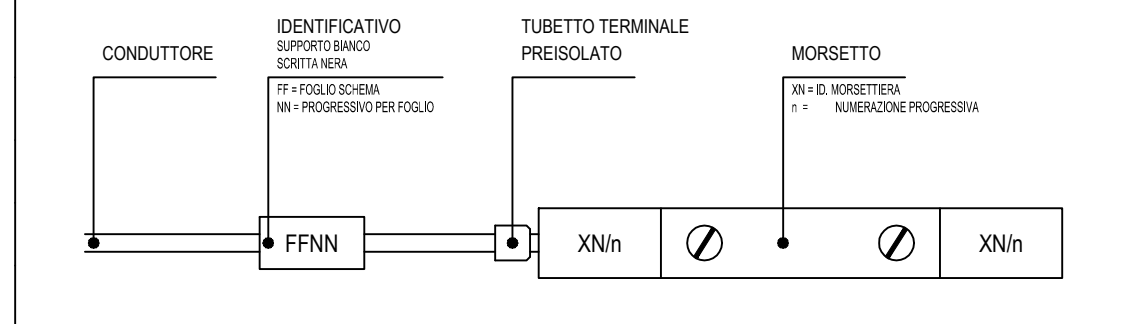 CONDUTTORE
IDENTIFICATIVO
SUPPORTO BIANCO
SCRITTA NERA
FF = FOGLIO SCHEMA
NN = PROGRESSIVO PER FOGLIO
TUBETTO TERMINALE
PREISOLATO
MORSETTO
XN = ID. MORSETTIERA
n = NUMERAZIONE PROGRESSIVA
FFNN
XN/n
XN/n